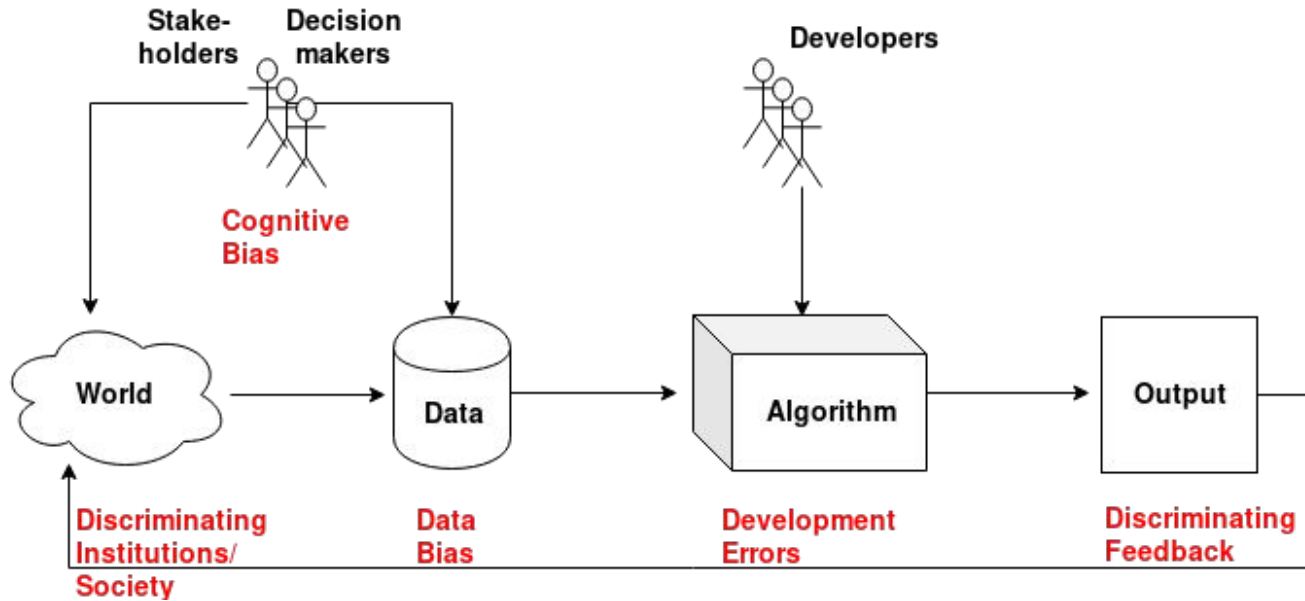 Stake-
holders
Decision
makers
Developers
Cognitive
Bias
World
Data
Algorithm
Output
Discriminating
Institutions/
Society
Data
Bias
Development
Errors
Discriminating
Feedback